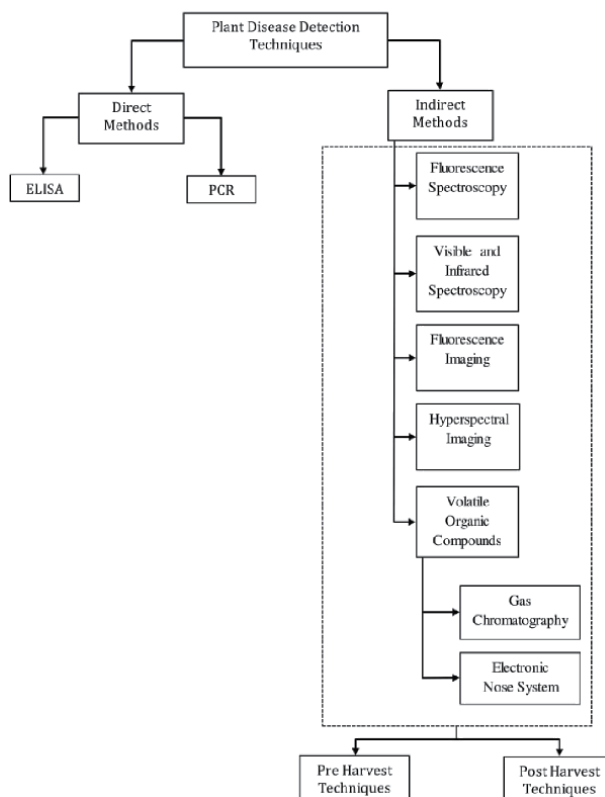 Plant Disease Detection
Techniques
Direct
Methods
Indirect
Methods
ELISA
PCR
Fluorescence
Spectroscopy
Visible and
Infrared
Spectroscopy
Fluorescence
Imaging
Hyperspectral
Imaging
Volatile
Organic
Compounds
Gas
Chromatography
Electronic
Nose System
Pre Harvest
Techniques
Post Harvest
Techniques